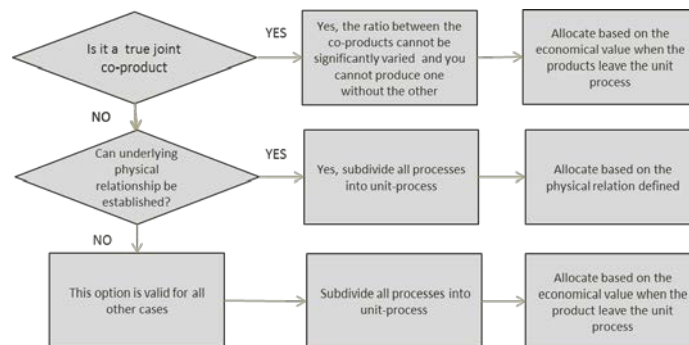 Is it a true joint
co-product
YES
Yes, the ratio between the
co-products cannot be
significantly varied and you
cannot produce one
without the other
Allocate based on the
economical value when the
products leave the unit
process
NO
Can underlying
physical
relationship be
established?
YES
Yes, subdivide all processes
into unit-process
Allocate based on the
physical relation defined
NO
This option is valid for all
other cases
Subdivide all processes into
unit-process
Allocate based on the
economical value when the
product leave the unit
process